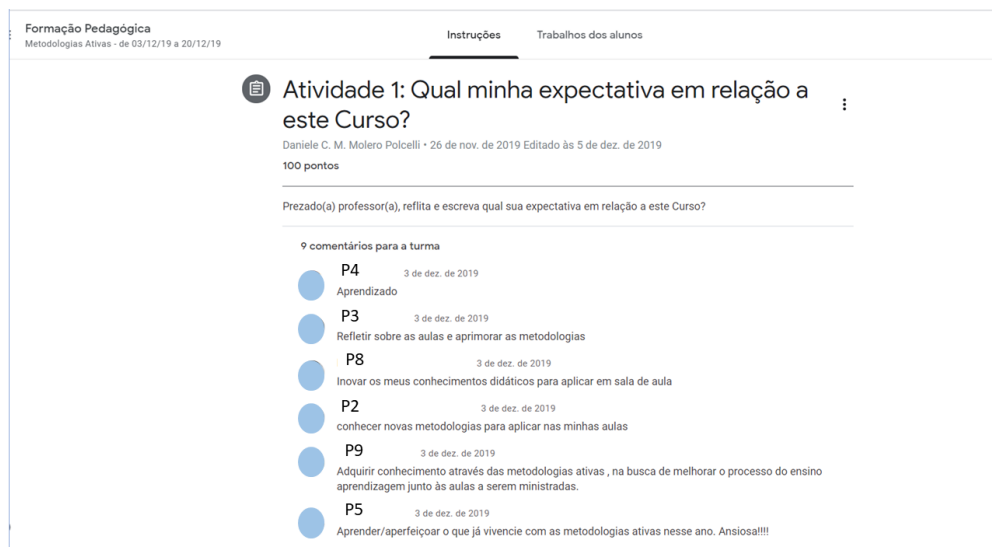 Formação Pedagógica
Metodologias Ativas - de 03/12/19 a 20/12/19
Instruções
Trabalhos dos alunos
Atividade 1: Qual minha expectativa em relação a
este Curso?
Daniele C. M. Molero Polcelli • 26 de nov. de 2019 Editado às 5 de dez. de 2019
100 pontos
Prezado(a) professor(a), reflita e escreva qual sua expectativa em relação a este Curso?
9 comentários para a turma
P4 3 de dez. de 2019
Aprendizado
P3 3 de dez. de 2019
Refletir sobre as aulas e aprimorar as metodologias
P8 3 de dez. de 2019
Inovar os meus conhecimentos didáticos para aplicar em sala de aula
P2 3 de dez. de 2019
conhecer novas metodologias para aplicar nas minhas aulas
P9 3 de dez. de 2019
Adquirir conhecimento através das metodologias ativas , na busca de melhorar o processo do ensino
aprendizagem junto às aulas a serem ministradas.
P5 3 de dez. de 2019
Aprender/aperfeiçoar o que já vivencie com as metodologias ativas nesse ano. Ansiosa!!!!